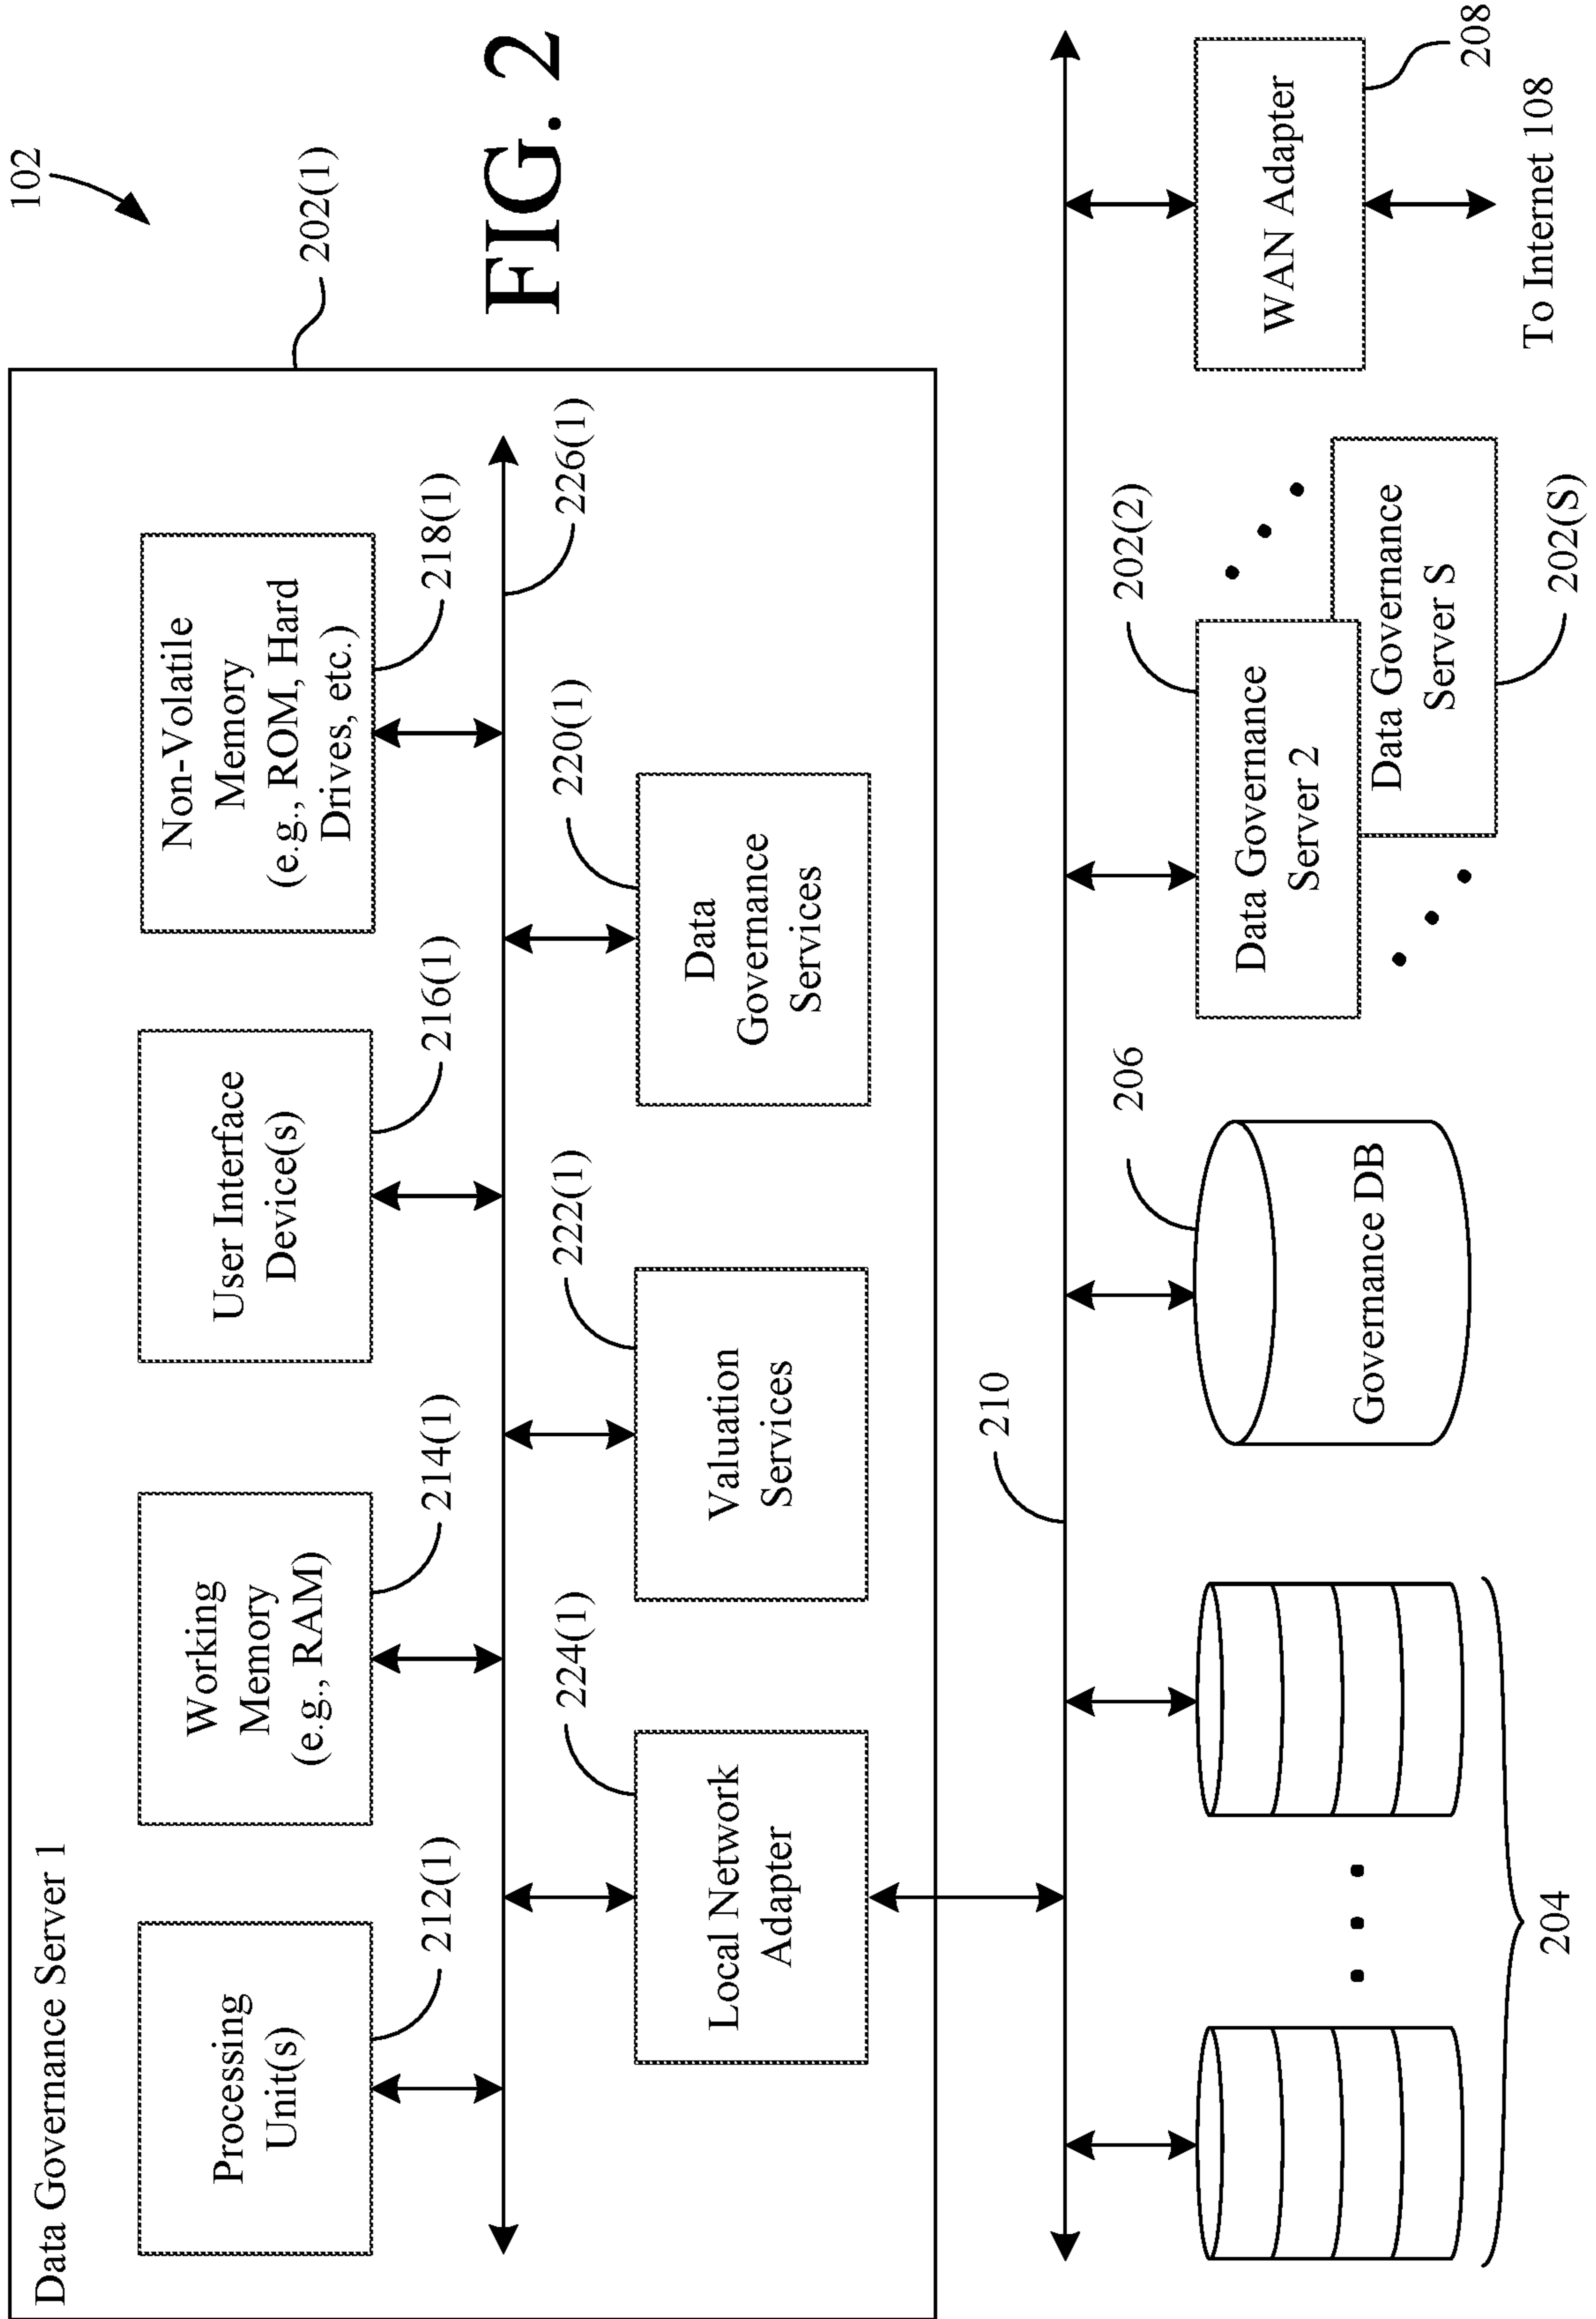 102
Data Governance Server 1
202(1)
Processing
Unit(s)
212(1)
Working
Memory
(e.g., RAM)
214(1)
User Interface
Device(s)
216(1)
Non-Volatile
Memory
(e.g., ROM, Hard
Drives, etc.)
218(1)
226(1)
Local Network
Adapter
224(1)
Valuation
Services
222(1)
Data
Governance
Services
220(1)
FIG. 2
210
204
Governance DB
206
Data Governance
Server 2
202(2)
Data Governance
Server S
202(S)
WAN Adapter
208
To Internet 108